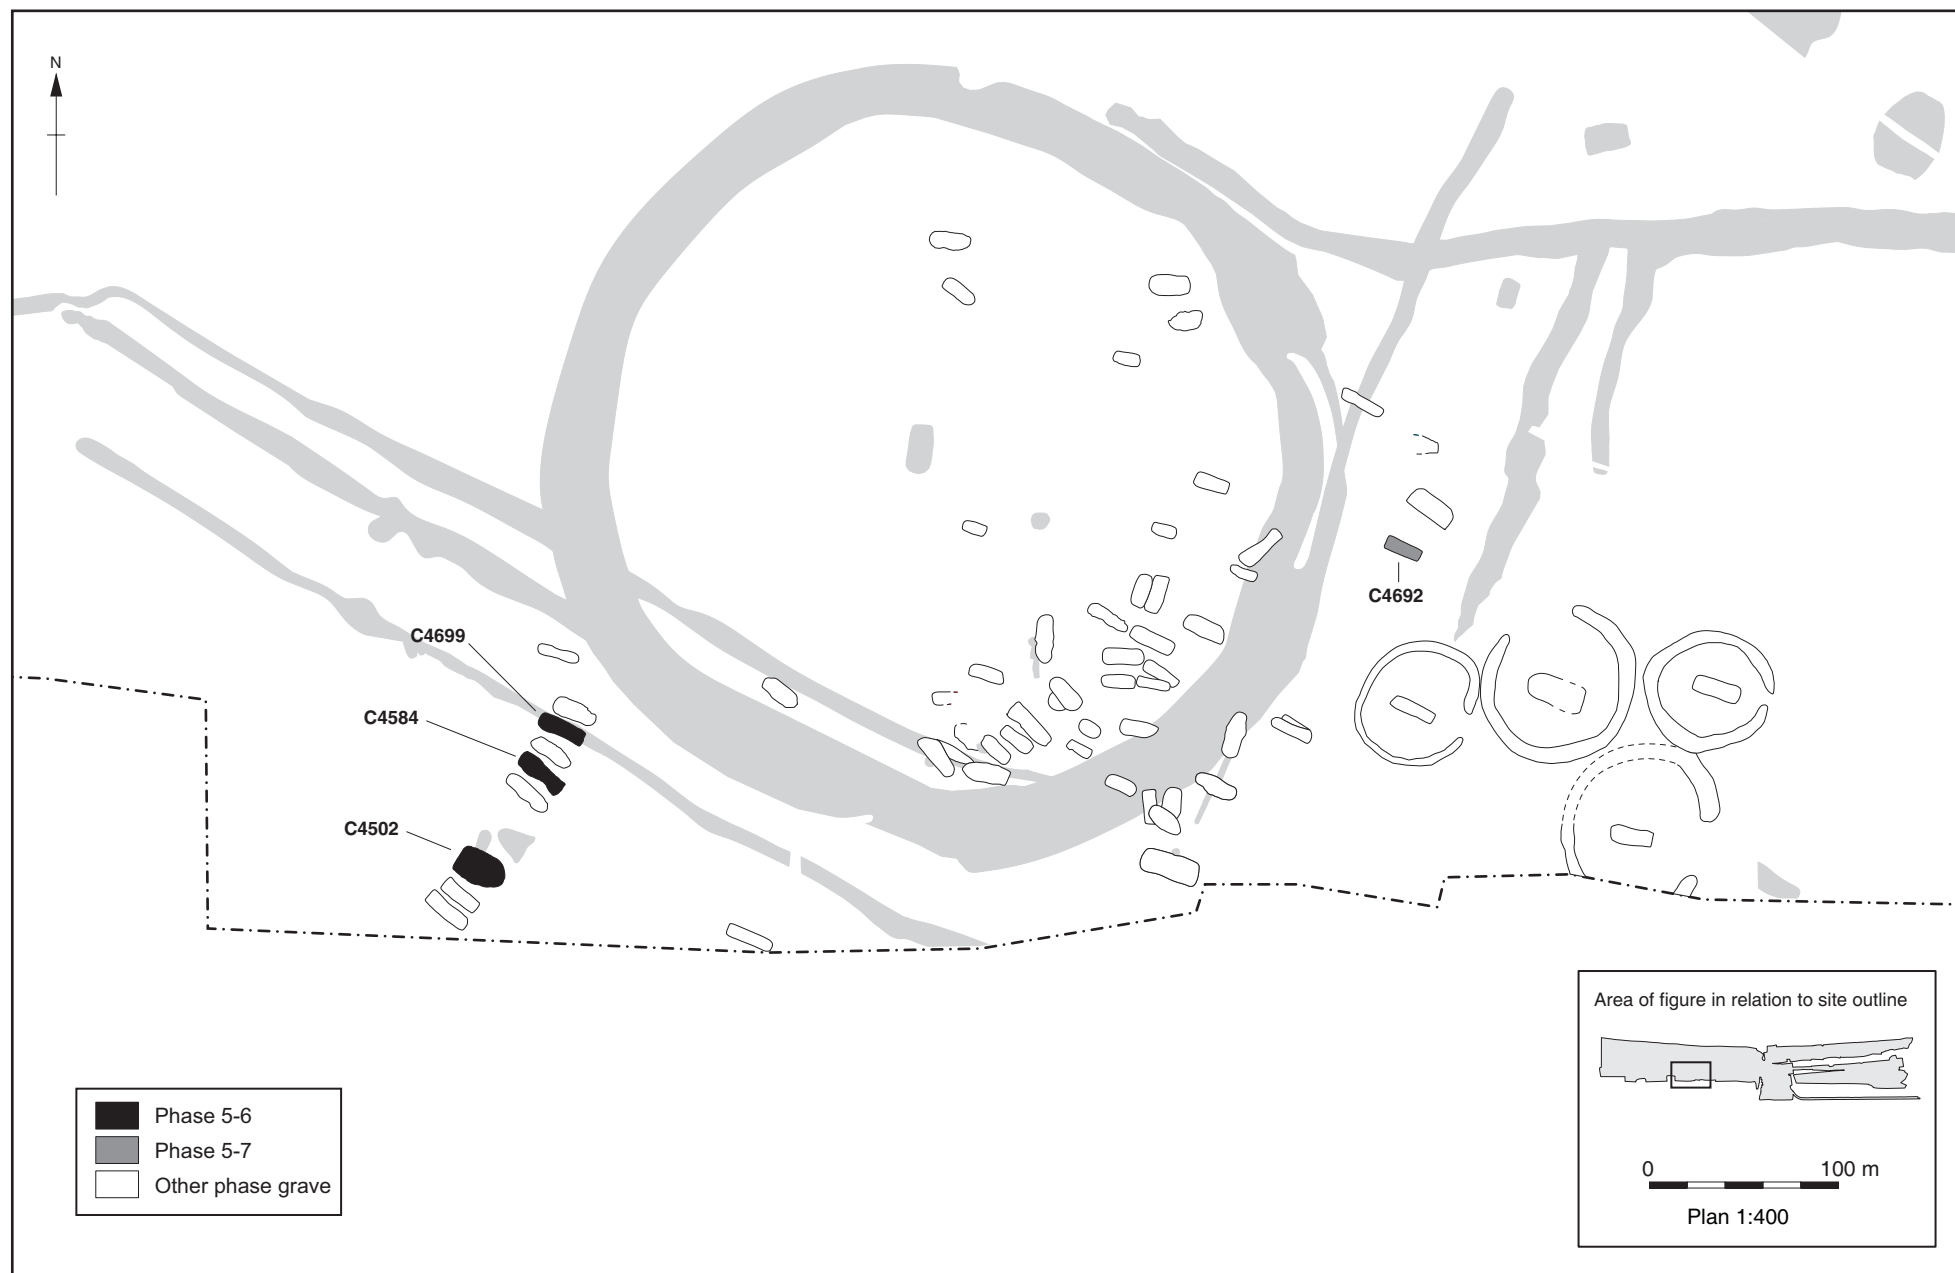 N
C4692
C4699
C4584
C4502
Area of figure in relation to site outline
0 100 m
Plan 1:400
Phase 5-6
Phase 5-7
Other phase grave